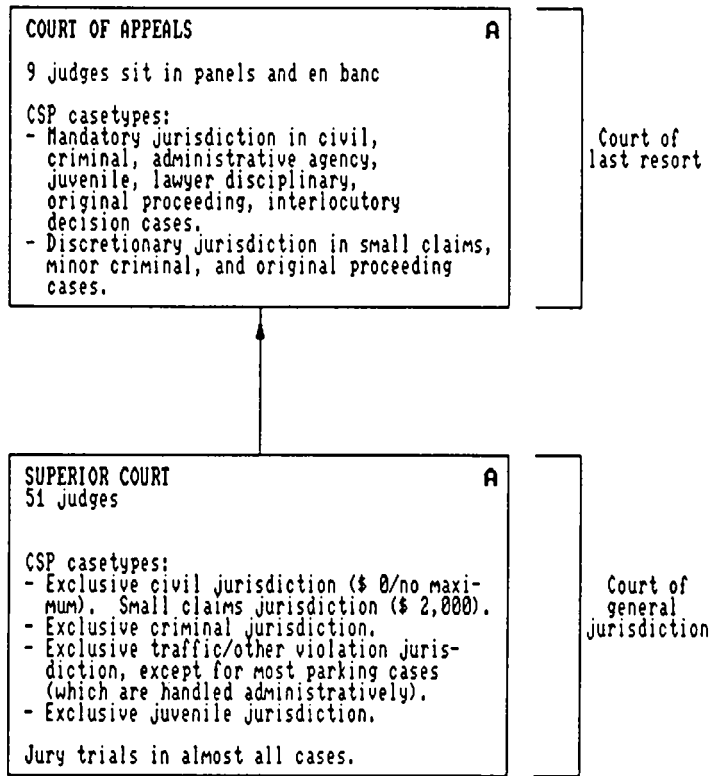 COURT OF APPEALS A
9 judges sit in panels and en banc
CSP casetypes:
- Mandatory jurisdiction in civil,
criminal, administrative agency,
juvenile, lawyer disciplinary,
original proceeding, interlocutory
decision cases.
- Discretionary jurisdiction in small claims,
minor criminal, and original proceeding
cases.
Court of
last resort
SUPERIOR COURT A
51 judges
CSP casetypes:
- Exclusive civil jurisdiction ($ 0/no maxi-
mum). Small claims jurisdiction ($ 2,000).
- Exclusive criminal jurisdiction.
- Exclusive traffic/other violation juris-
diction, except for most parking cases
(which are handled administratively).
- Exclusive juvenile jurisdiction.
Jury trials in almost all cases.
Court of
general
jurisdiction